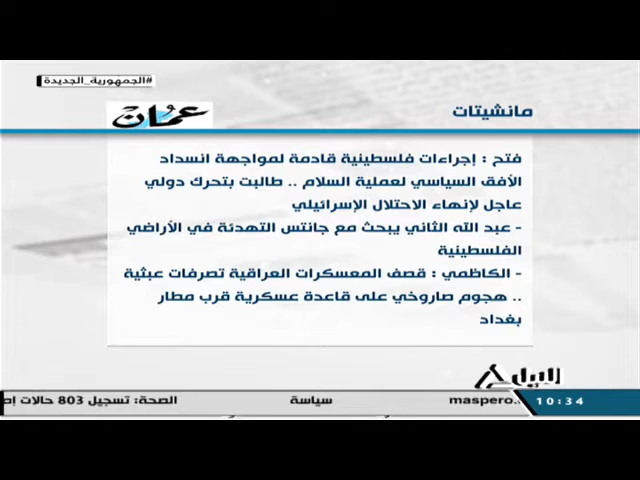 #الجمهورية_الجديدة
عمان
مانشيتات
فتح : إجراءات فلسطينية قادمة لمواجهة انسداد
الأفق السياسي لعملية السلام .. طالبت بتحرك دولي
عاجل لإنهاء الاحتلال الإسرائيلي
- عبد الله الثاني يبحث مع جانتس التهدئة في الأراضي
الفلسطينية
- الكاظمي : قصف المعسكرات العراقية تصرفات عبثية
.. هجوم صاروخي على قاعدة عسكرية قرب مطار
بغداد
النيل
maspero. سياسة الصحة: تسجيل 803 حالات
10:34